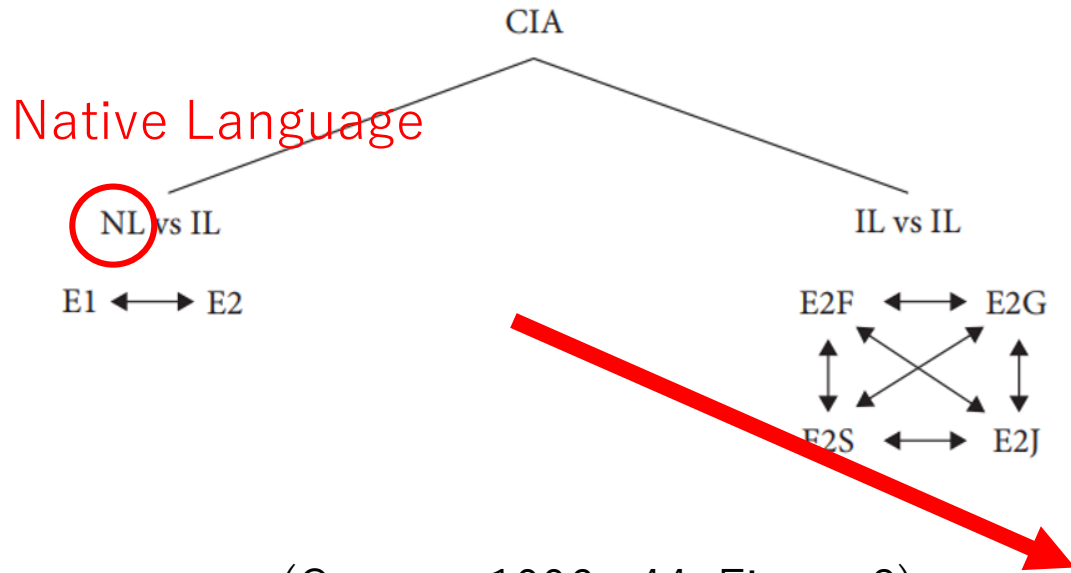 CIA
Native Language
NL vs IL
IL vs IL
E1 E2
E2F E2G
E2S E2J